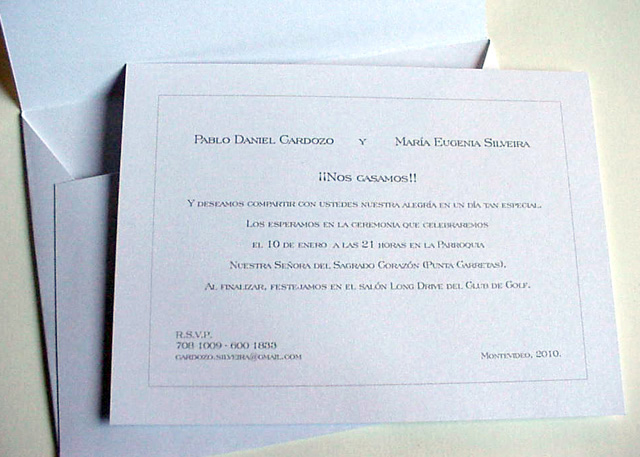 Pablo Daniel Cardozo y María Eugenia Silveira
¡¡Nos casamos!!
Y deseamos compartir con ustedes nuestra alegría en un día tan especial.
Los esperamos en la ceremonia que celebraremos
el 10 de enero a las 21 horas en la Parroquia
Nuestra Señora del Sagrado Corazón (Punta Carretas).
Al finalizar, festejamos en el salón Long Drive del Club de Golf.
R.S.V.P.
708 1009 - 600 1833
cardozo.silveira@gmail.com
Montevideo, 2010.